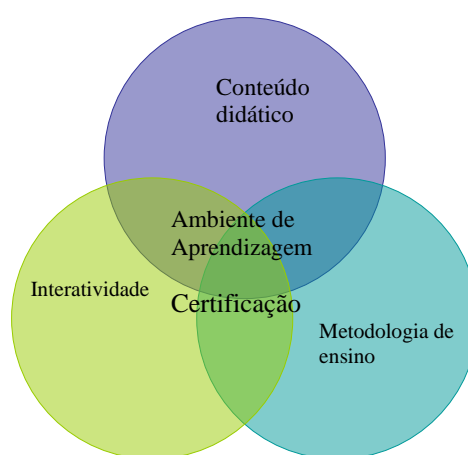 Conteúdo
didático
Ambiente de
Aprendizagem
Interatividade
Certificação
Metodologia de
ensino